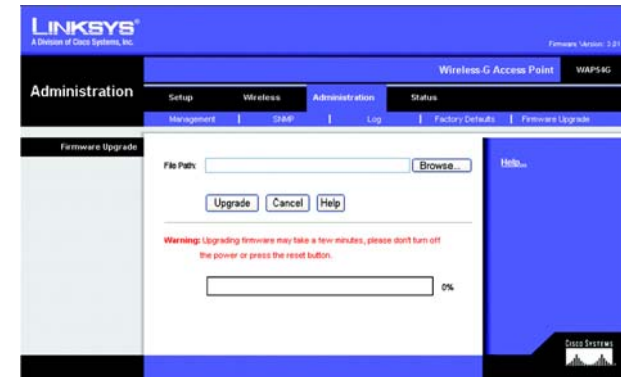 LINKSYS®
A Division of Cisco Systems, Inc.
Firmware Version: 3.01
Wireless-G Access Point WAP54G
Administration
Setup Wireless Administration Status
Management | SNMP | Log | Factory Defaults | Firmware Upgrade
Firmware Upgrade
File Path: Browse...
Help...
Upgrade Cancel Help
Warning: Upgrading firmware may take a few minutes, please don't turn off
the power or press the reset button.
0%
CISCO SYSTEMS